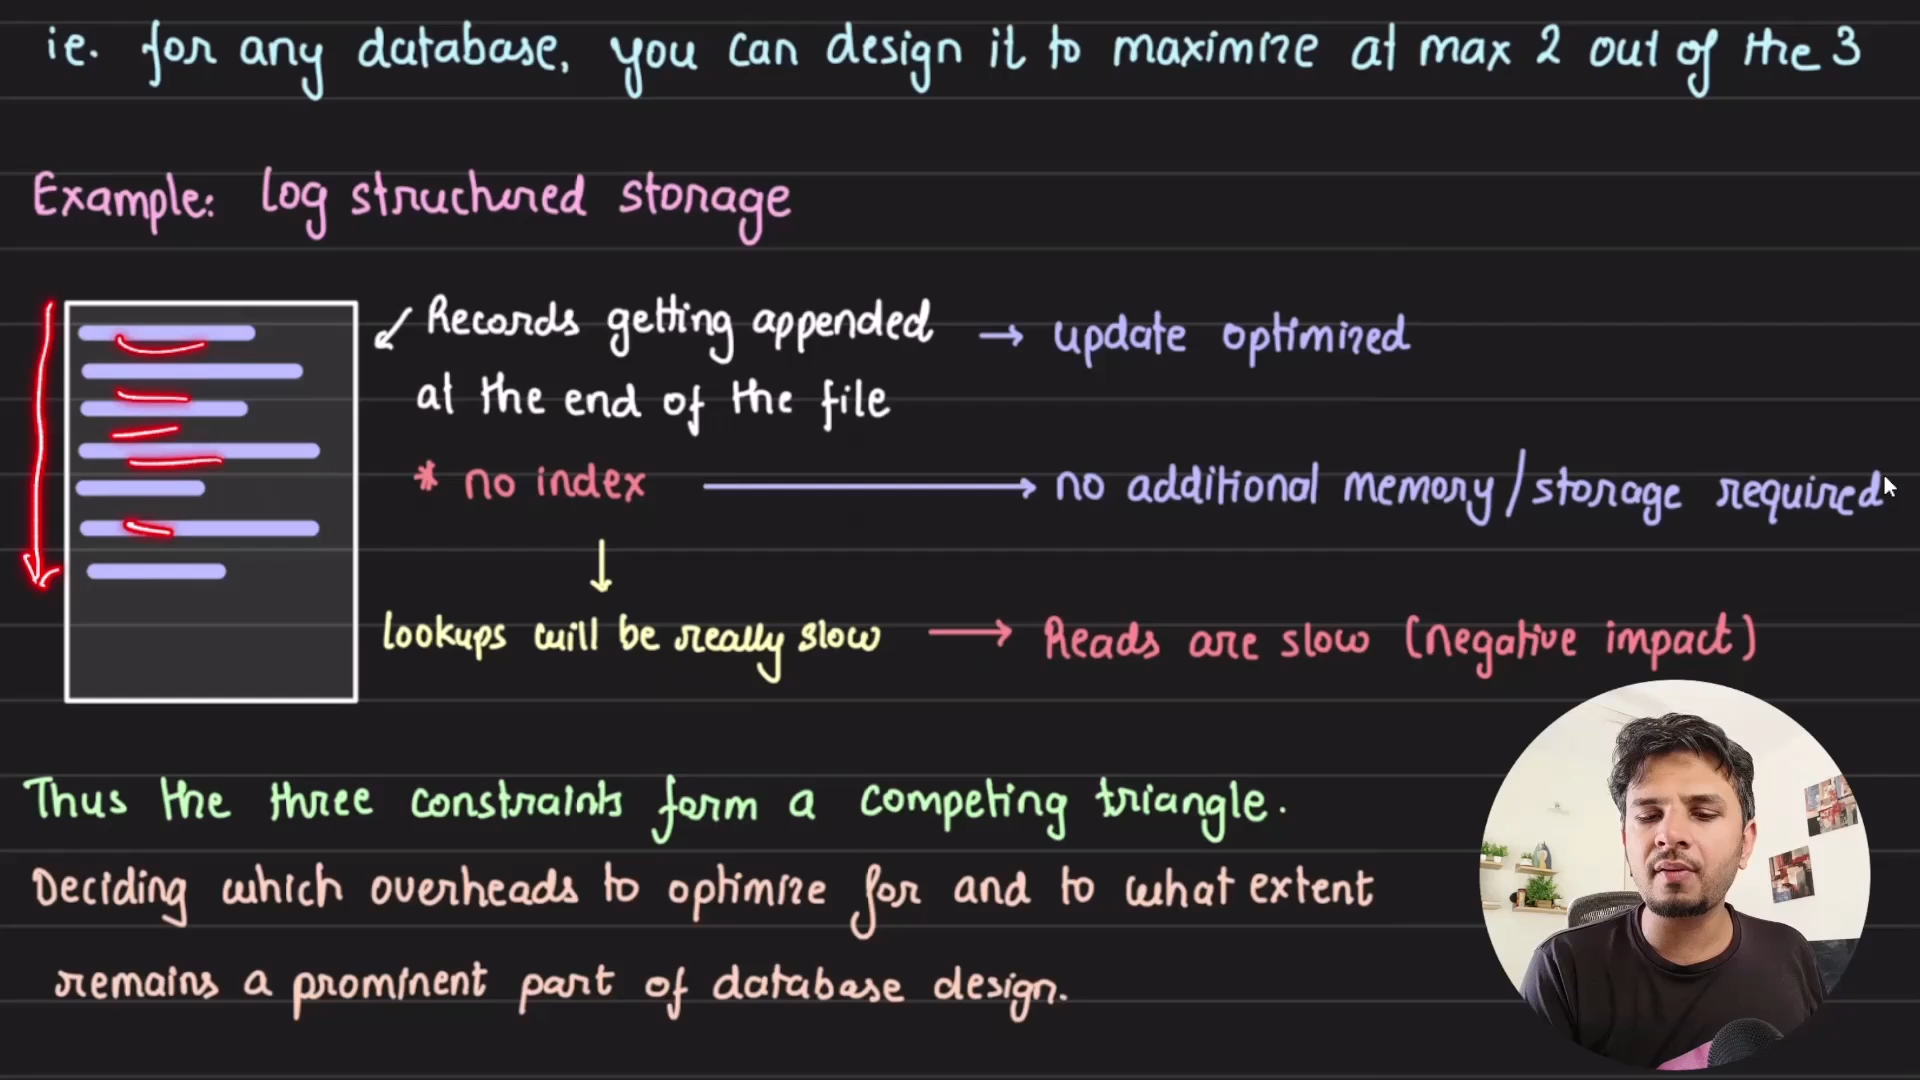 ie. for any database, you can design it to maximize at max 2 out of the 3
Example: Log structured storage
Records getting appended → update optimized
at the end of the file
* no index → no additional memory/storage required
Lookups will be really slow → Reads are slow (negative impact)
Thus the three constraints form a competing triangle.
Deciding which overheads to optimize for and to what extent
remains a prominent part of database design.